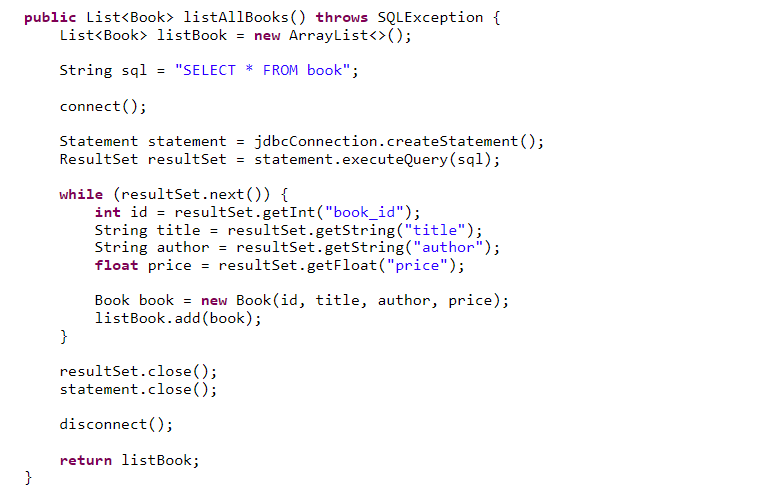 public List<Book> listAllBooks() throws SQLException {
    List<Book> listBook = new ArrayList<>();

    String sql = "SELECT * FROM book";

    connect();

    Statement statement = jdbcConnection.createStatement();
    ResultSet resultSet = statement.executeQuery(sql);

    while (resultSet.next()) {
        int id = resultSet.getInt("book_id");
        String title = resultSet.getString("title");
        String author = resultSet.getString("author");
        float price = resultSet.getFloat("price");

        Book book = new Book(id, title, author, price);
        listBook.add(book);
    }

    resultSet.close();
    statement.close();

    disconnect();

    return listBook;
}